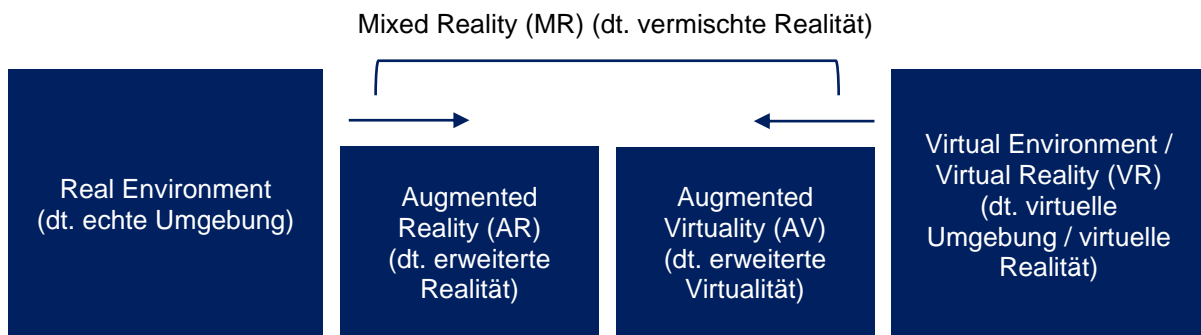 Mixed Reality (MR) (dt. vermischte Realität)
Real Environment
(dt. echte Umgebung)
Augmented
Reality (AR)
(dt. erweiterte
Realität)
Augmented
Virtuality (AV)
(dt. erweiterte
Virtualität)
Virtual Environment /
Virtual Reality (VR)
(dt. virtuelle
Umgebung / virtuelle
Realität)